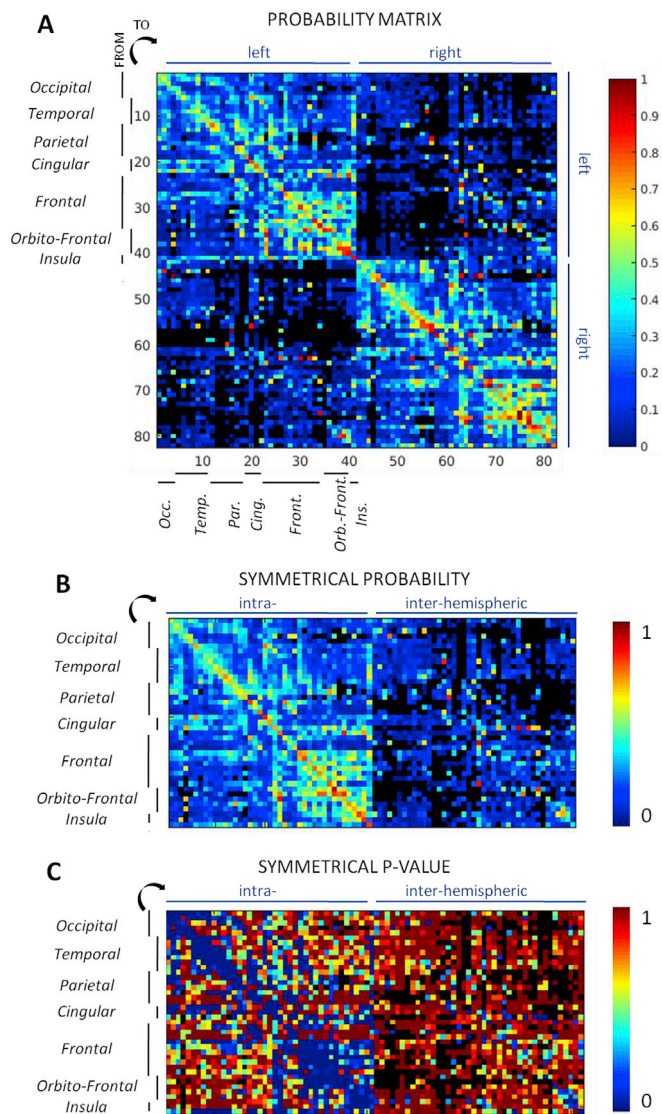 A
PROBABILITY MATRIX
TO
FROM
left
right
Occipital
Temporal
Parietal
Cingular
Frontal
Orbito-Frontal
Insula
10
20
30
40
50
60
70
80
left
right
1
0.9
0.8
0.7
0.6
0.5
0.4
0.3
0.2
0.1
0
10
20
30
40
50
60
70
80
Occ.
Temp.
Par.
Cing.
Front.
Orb.-Front.
Ins.
B
SYMMETRICAL PROBABILITY
intra-
inter-hemispheric
Occipital
Temporal
Parietal
Cingular
Frontal
Orbito-Frontal
Insula
1
0
C
SYMMETRICAL P-VALUE
intra-
inter-hemispheric
Occipital
Temporal
Parietal
Cingular
Frontal
Orbito-Frontal
Insula
1
0